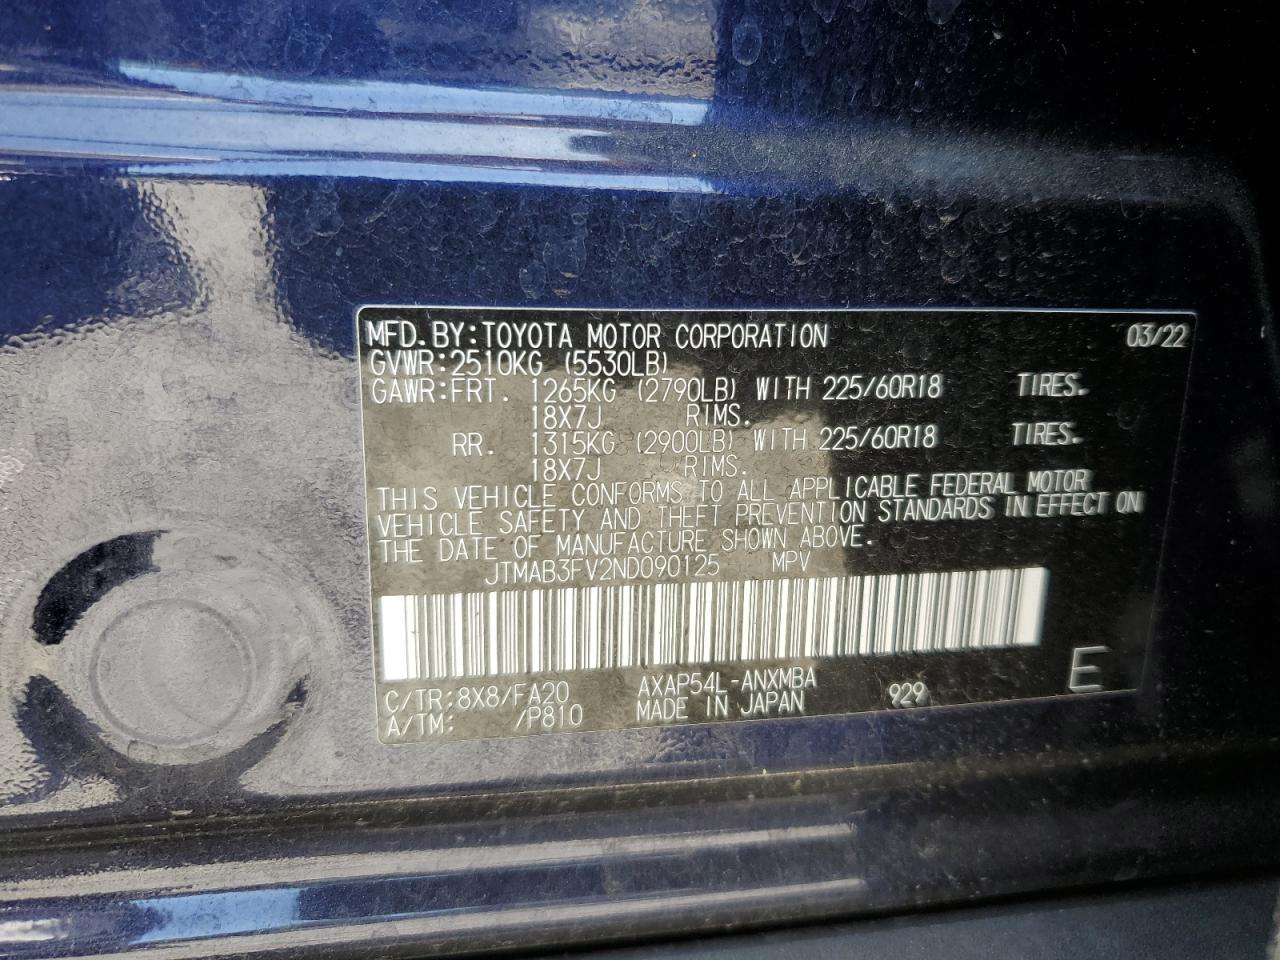 MFD. BY: TOYOTA MOTOR CORPORATION 03/22
GVWR: 2510KG (5530LB)
GAWR: FRT. 1265KG (2790LB) WITH 225/60R18 TIRES.
18X7J RIMS.
RR. 1315KG (2900LB) WITH 225/60R18 TIRES.
18X7J RIMS.
THIS VEHICLE CONFORMS TO ALL APPLICABLE FEDERAL MOTOR
VEHICLE SAFETY AND THEFT PREVENTION STANDARDS IN EFFECT ON
THE DATE OF MANUFACTURE SHOWN ABOVE.
JTMAB3FV2ND090125 MPV
C/TR: 8X8/FA20 AXAP54L-ANXMBA 929 E
A/TM: /P810 MADE IN JAPAN